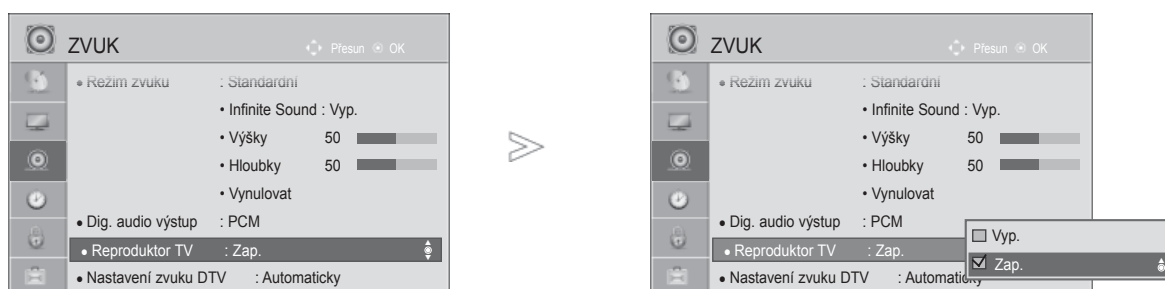 ZVUK
Přesun OK
• Režim zvuku : Standardní
• Infinite Sound : Vyp.
• Výšky 50
• Hloubky 50
• Vynulovat
• Dig. audio výstup : PCM
• Reproduktor TV : Zap.
• Nastavení zvuku DTV : Automaticky
ZVUK
Přesun OK
• Režim zvuku : Standardní
• Infinite Sound : Vyp.
• Výšky 50
• Hloubky 50
• Vynulovat
• Dig. audio výstup : PCM
• Reproduktor TV : Zap.
• Nastavení zvuku DTV : Automaticky
Vyp.
Zap.